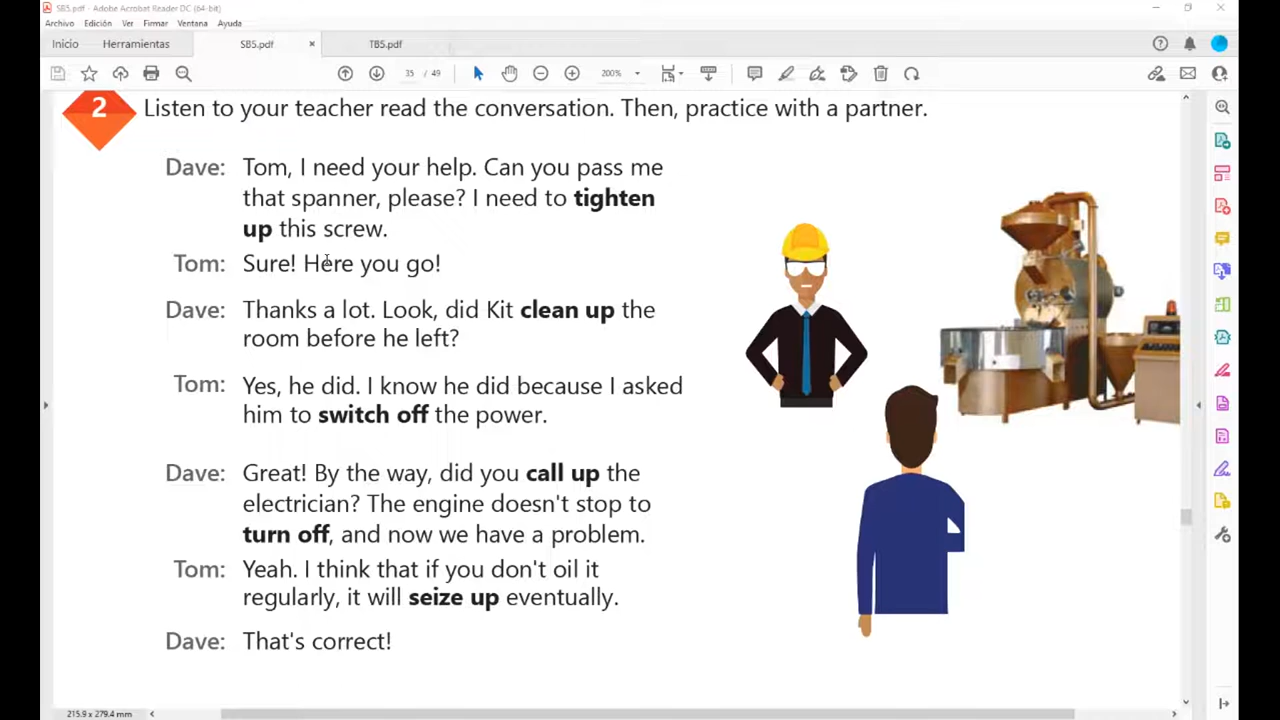 SB5.pdf - Adobe Acrobat Reader DC (64-bit)
Archivo Edición Ver Firmar Ventana Ayuda
Inicio Herramientas SB5.pdf × TB5.pdf
35 / 49 200%
2 Listen to your teacher read the conversation. Then, practice with a partner.
Dave: Tom, I need your help. Can you pass me
that spanner, please? I need to tighten
up this screw.
Tom: Sure! Here you go!
Dave: Thanks a lot. Look, did Kit clean up the
room before he left?
Tom: Yes, he did. I know he did because I asked
him to switch off the power.
Dave: Great! By the way, did you call up the
electrician? The engine doesn't stop to
turn off, and now we have a problem.
Tom: Yeah. I think that if you don't oil it
regularly, it will seize up eventually.
Dave: That's correct!
215.9 x 279.4 mm